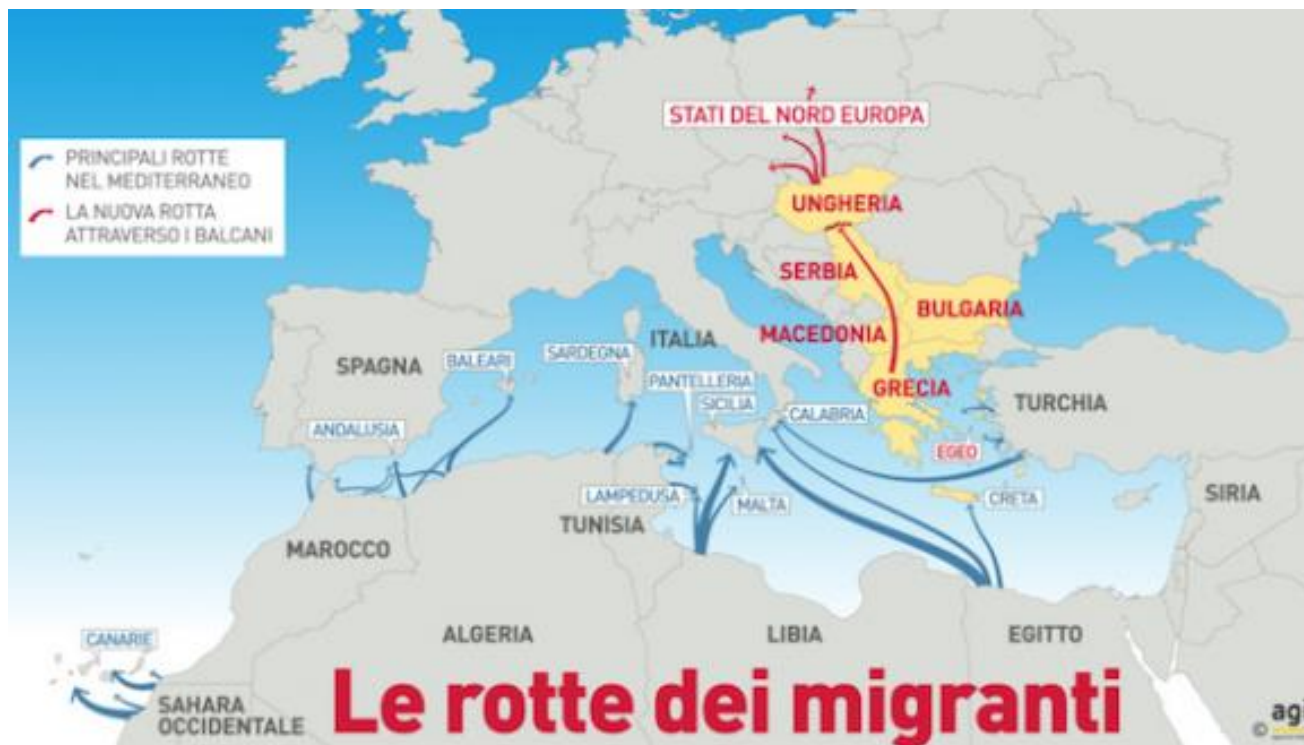 STATI DEL NORD EUROPA
PRINCIPALI ROTTE
NEL MEDITERRANEO
LA NUOVA ROTTA
ATTRAVERSO I BALCANI
UNGHERIA
SERBIA
BULGARIA
MACEDONIA
ITALIA
SPAGNA
BALEARI
SARDEGNA
PANTELLERIA
GRECIA
SICILIA
CALABRIA
TURCHIA
ANDALUSIA
EGEO
LAMPEDUSA
MALTA
CRETA
SIRIA
TUNISIA
MAROCCO
CANARIE
ALGERIA
LIBIA
EGITTO
SAHARA
OCCIDENTALE
Le rotte dei migranti
© agi